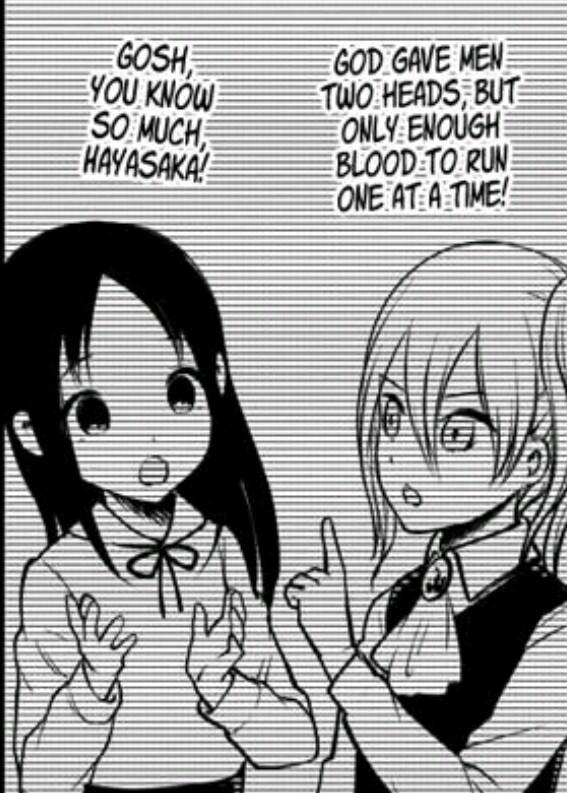 GOD GAVE MEN
TWO HEADS, BUT
ONLY ENOUGH
BLOOD TO RUN
ONE AT A TIME!
GOSH,
YOU KNOW
SO MUCH,
HAYASAKA!